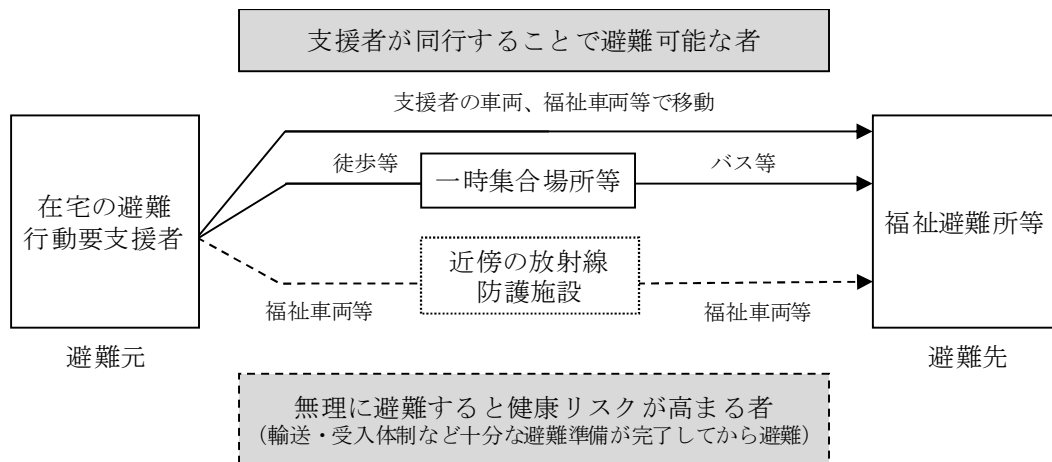 支援者が同行することで避難可能な者
支援者の車両、福祉車両等で移動
徒歩等
一時集合場所等
バス等
在宅の避難
行動要支援者
福祉避難所等
近傍の放射線
防護施設
福祉車両等
福祉車両等
避難元
避難先
無理に避難すると健康リスクが高まる者
（輸送・受入体制など十分な避難準備が完了してから避難）